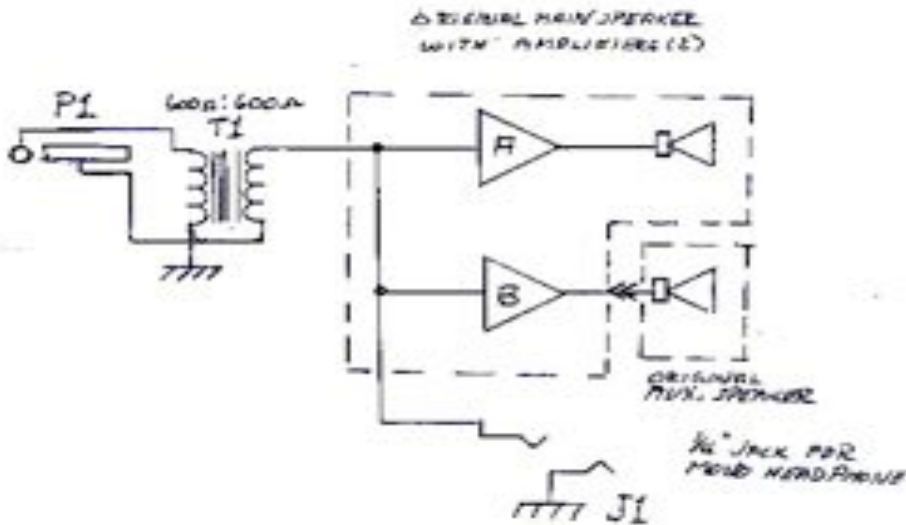 ORIGINAL MAIN SPEAKER
WITH AMPLIFIERS (2)
P1
600Ω:600Ω
T1
A
B
ORIGINAL
AUX. SPEAKER
1/4" JACK FOR
MONO HEADPHONE
J1